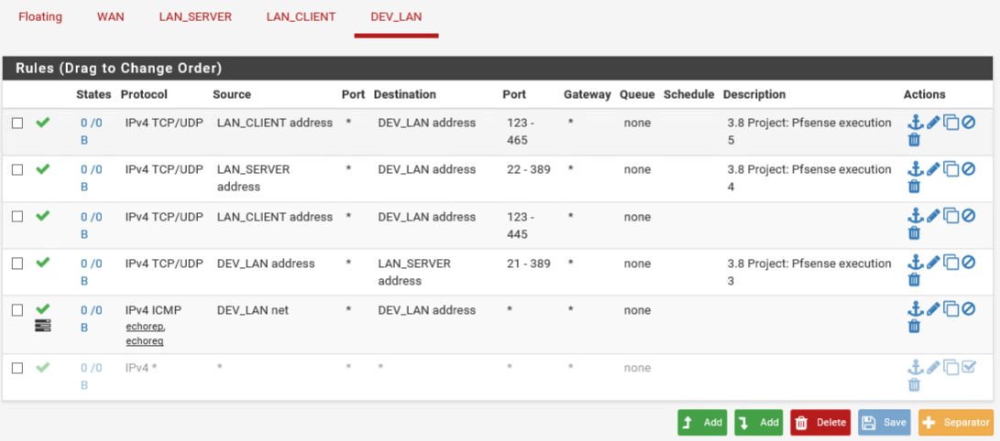 Floating WAN LAN_SERVER LAN_CLIENT DEV_LAN
Rules (Drag to Change Order)
States Protocol Source Port Destination Port Gateway Queue Schedule Description Actions
0 /0 IPv4 TCP/UDP LAN_CLIENT address * DEV_LAN address 123 - * none 3.8 Project: Pfsense execution
B 465 5
0 /0 IPv4 TCP/UDP LAN_SERVER * DEV_LAN address 22 - 389 * none 3.8 Project: Pfsense execution
B address 4
0 /0 IPv4 TCP/UDP LAN_CLIENT address * DEV_LAN address 123 - * none
B 445
0 /0 IPv4 TCP/UDP DEV_LAN address * LAN_SERVER 21 - 389 * none 3.8 Project: Pfsense execution
B address 3
0 /0 IPv4 ICMP DEV_LAN net * DEV_LAN address * * none
B echorep,
echoreq
0 /0 IPv4 * * * * * * none
B
Add Add Delete Save Separator